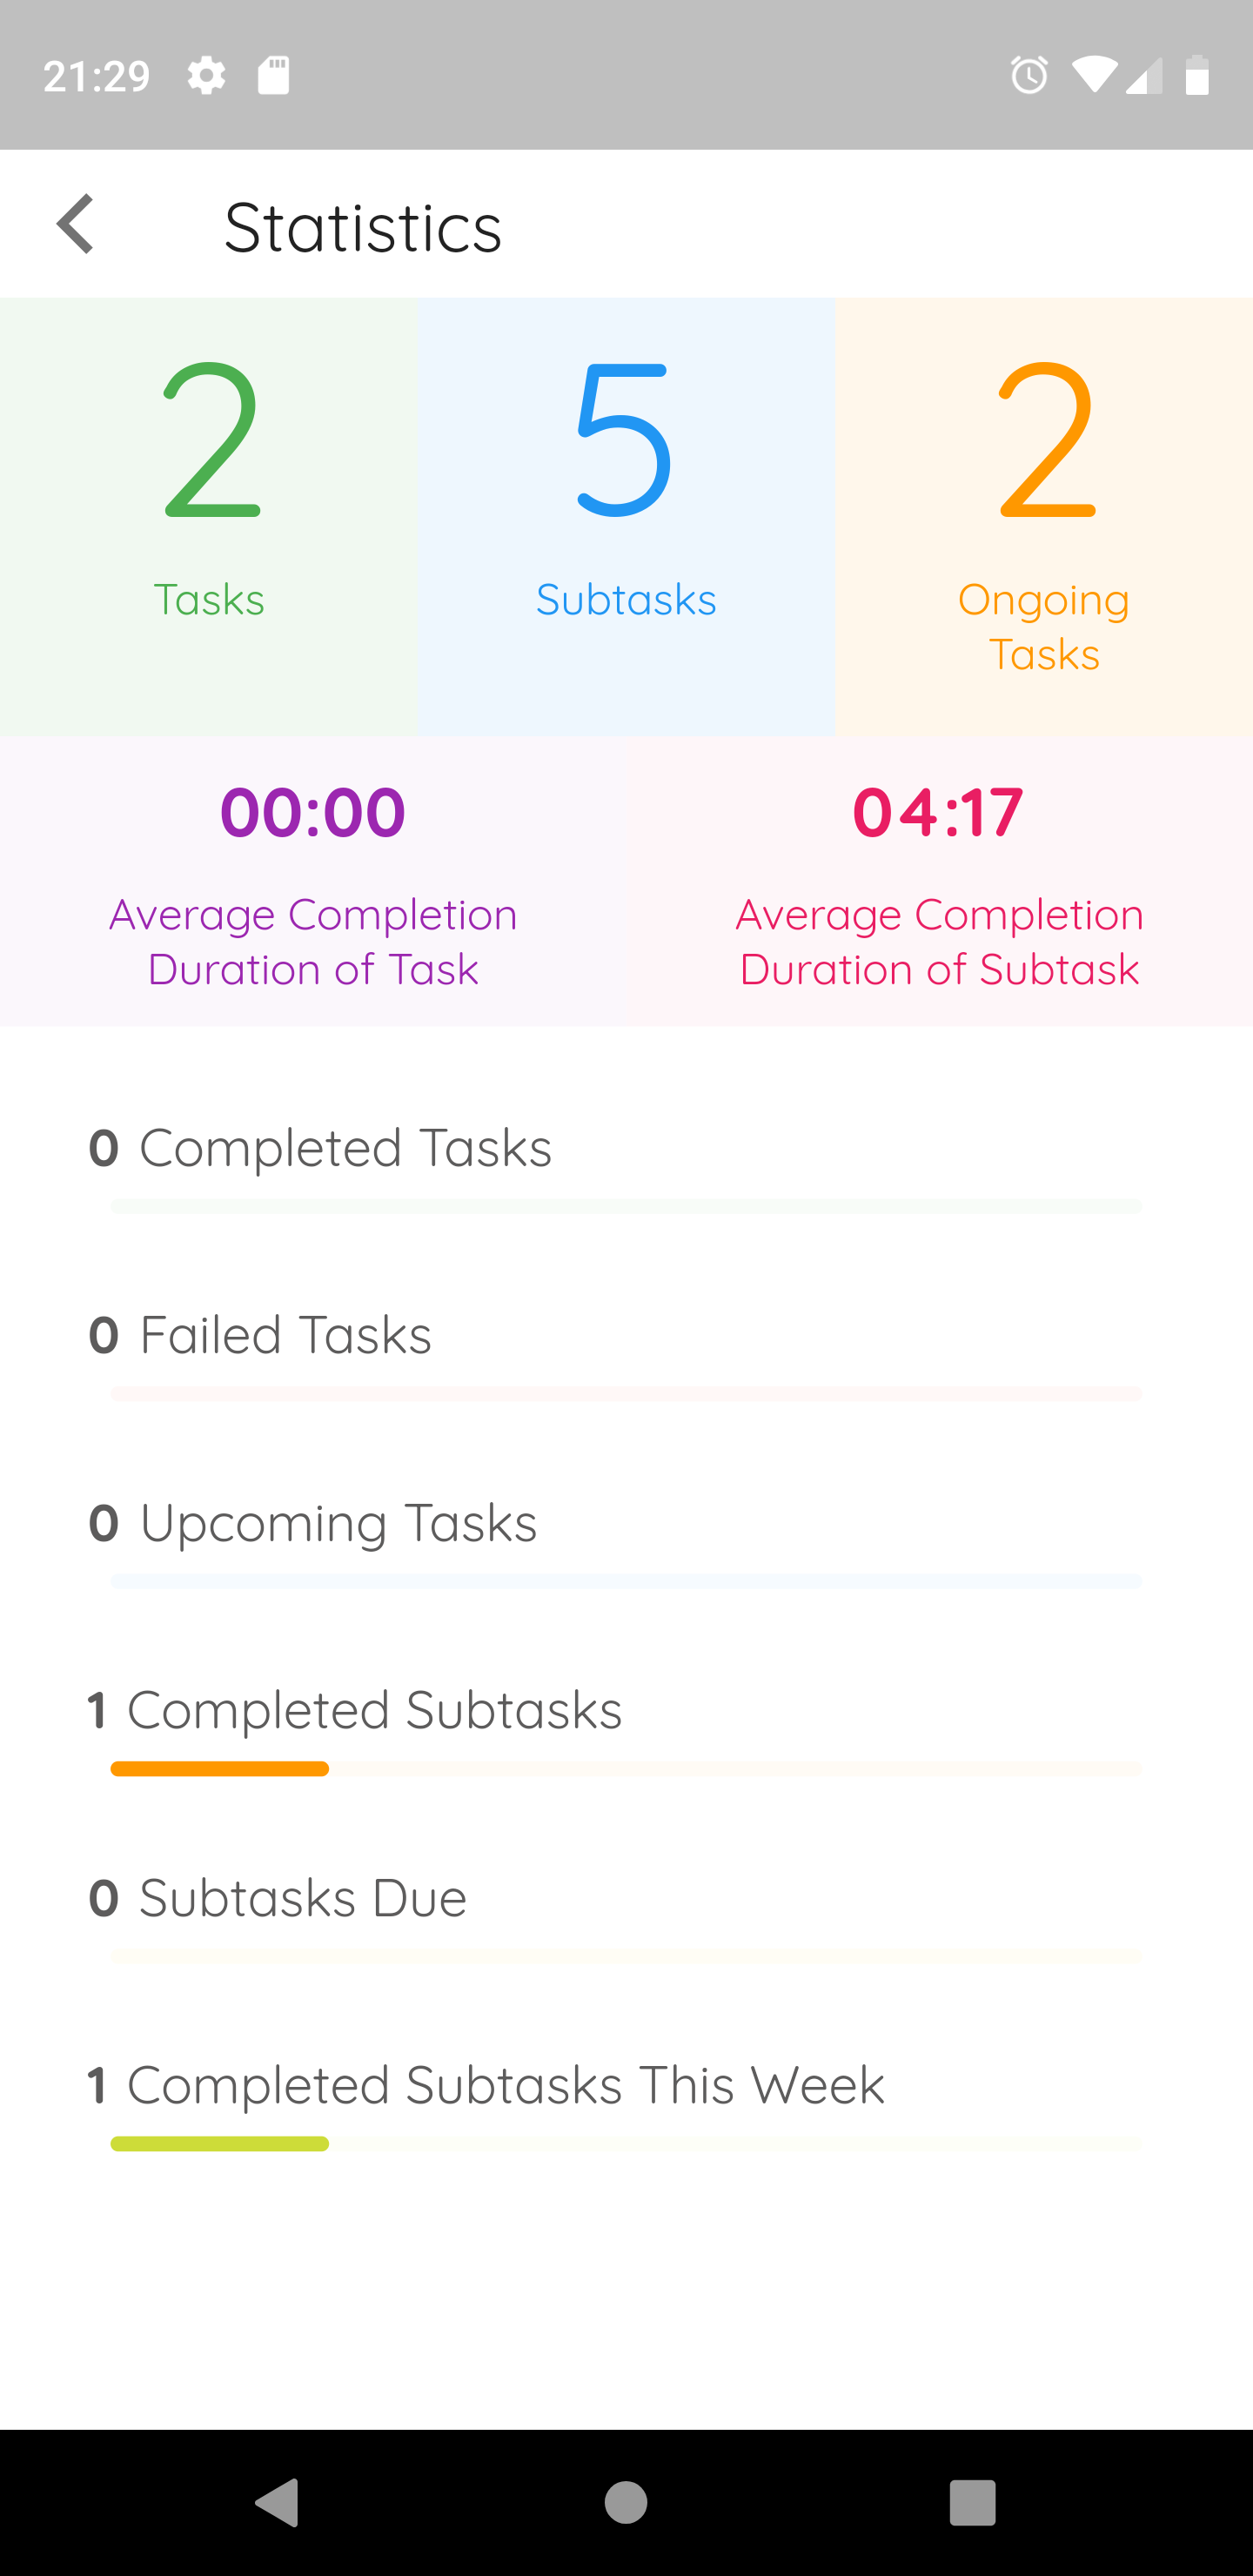 21:29
Statistics
2
5
2
Tasks
Subtasks
Ongoing
Tasks
00:00
04:17
Average Completion
Duration of Task
Average Completion
Duration of Subtask
0 Completed Tasks
0 Failed Tasks
0 Upcoming Tasks
1 Completed Subtasks
0 Subtasks Due
1 Completed Subtasks This Week